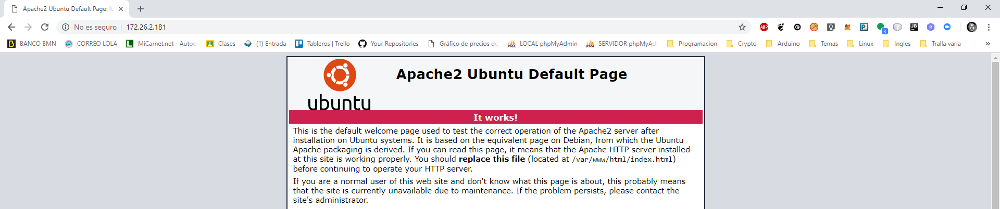 Apache2 Ubuntu Default Page: It
No es seguro | 172.26.2.181
ABP
3
JB
R
BANCO BMN CORREO LOLA MiCarnet.net - Autoe Clases (1) Entrada Tableros | Trello Your Repositories Gráfico de precios de LOCAL phpMyAdmin SERVIDOR phpMyAd Programacion Crypto Arduino Temas Linux Ingles Tralla varia »
ubuntu
Apache2 Ubuntu Default Page
It works!
This is the default welcome page used to test the correct operation of the Apache2 server after
installation on Ubuntu systems. It is based on the equivalent page on Debian, from which the Ubuntu
Apache packaging is derived. If you can read this page, it means that the Apache HTTP server installed
at this site is working properly. You should replace this file (located at /var/www/html/index.html)
before continuing to operate your HTTP server.
If you are a normal user of this web site and don't know what this page is about, this probably means
that the site is currently unavailable due to maintenance. If the problem persists, please contact the
site's administrator.